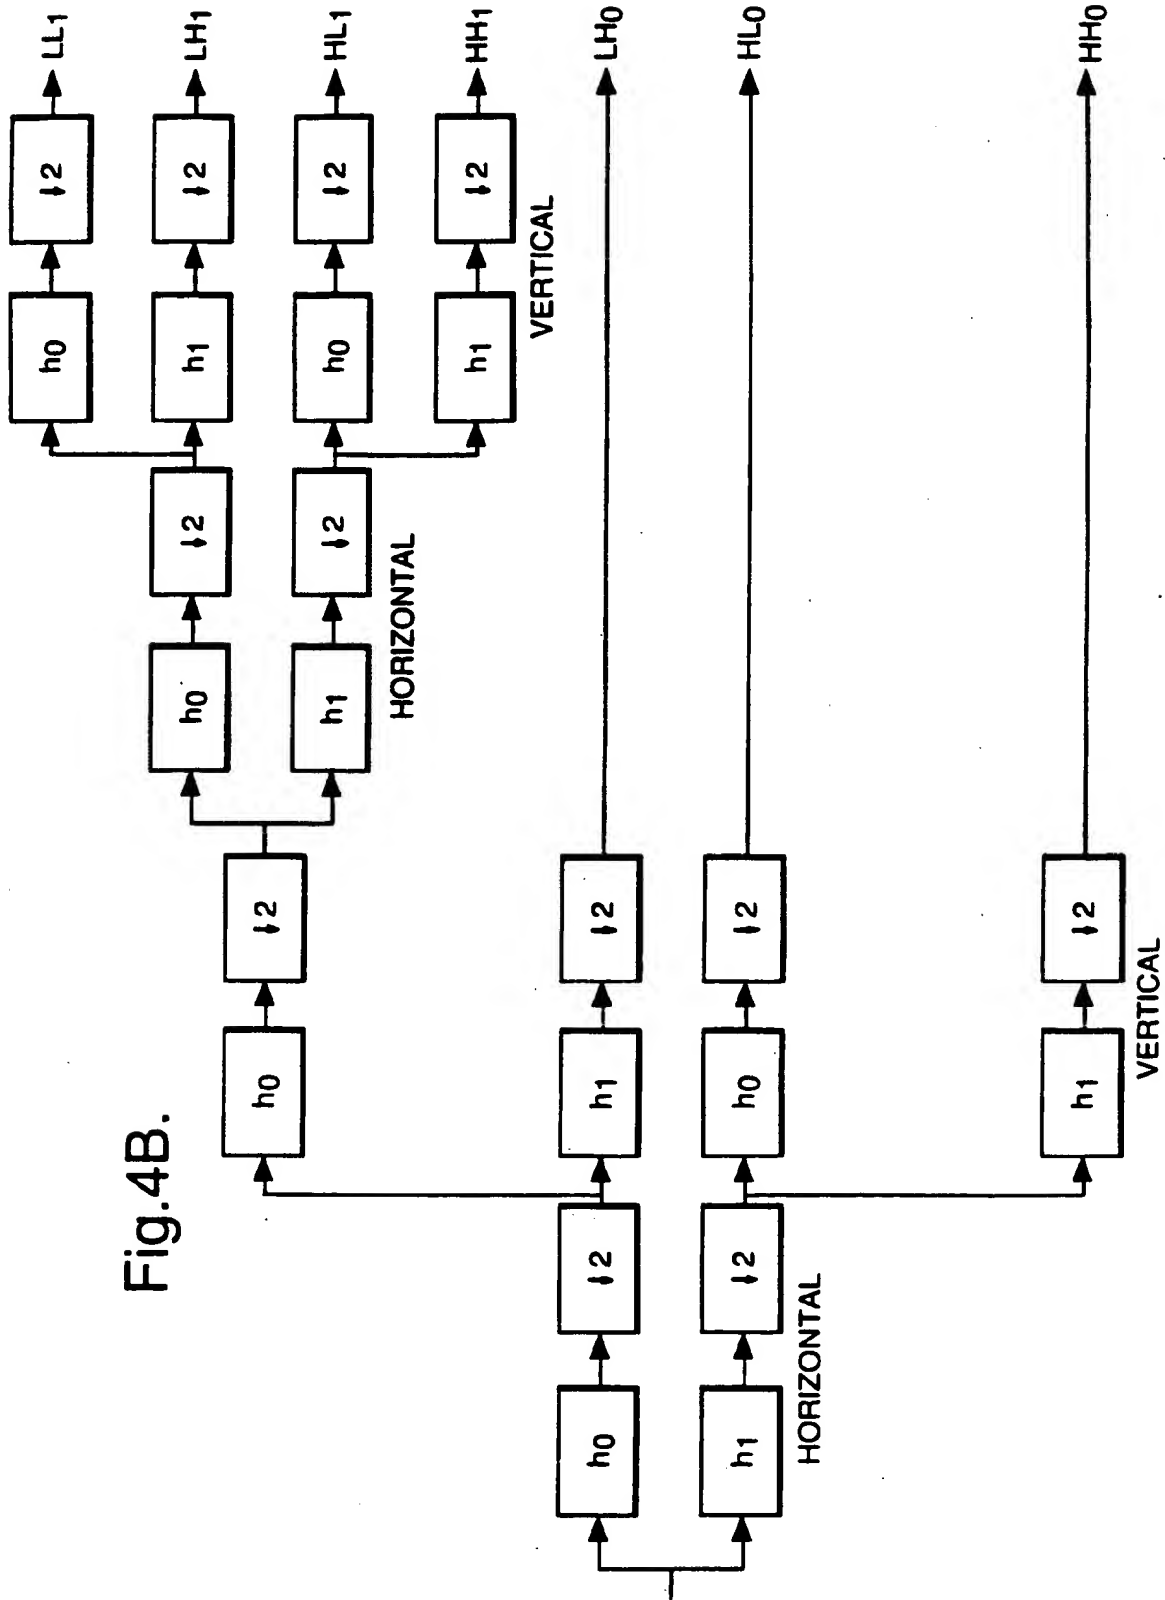 h0 ↓2 LL1
Fig.4B.
h0 ↓2 h1 ↓2 LH1
h0 ↓2
h1 ↓2 h0 ↓2 HL1
HORIZONTAL
h1 ↓2 HH1
VERTICAL
h0 ↓2 h1 ↓2 LH0
h1 ↓2 h0 ↓2 HL0
HORIZONTAL
h1 ↓2 HH0
VERTICAL